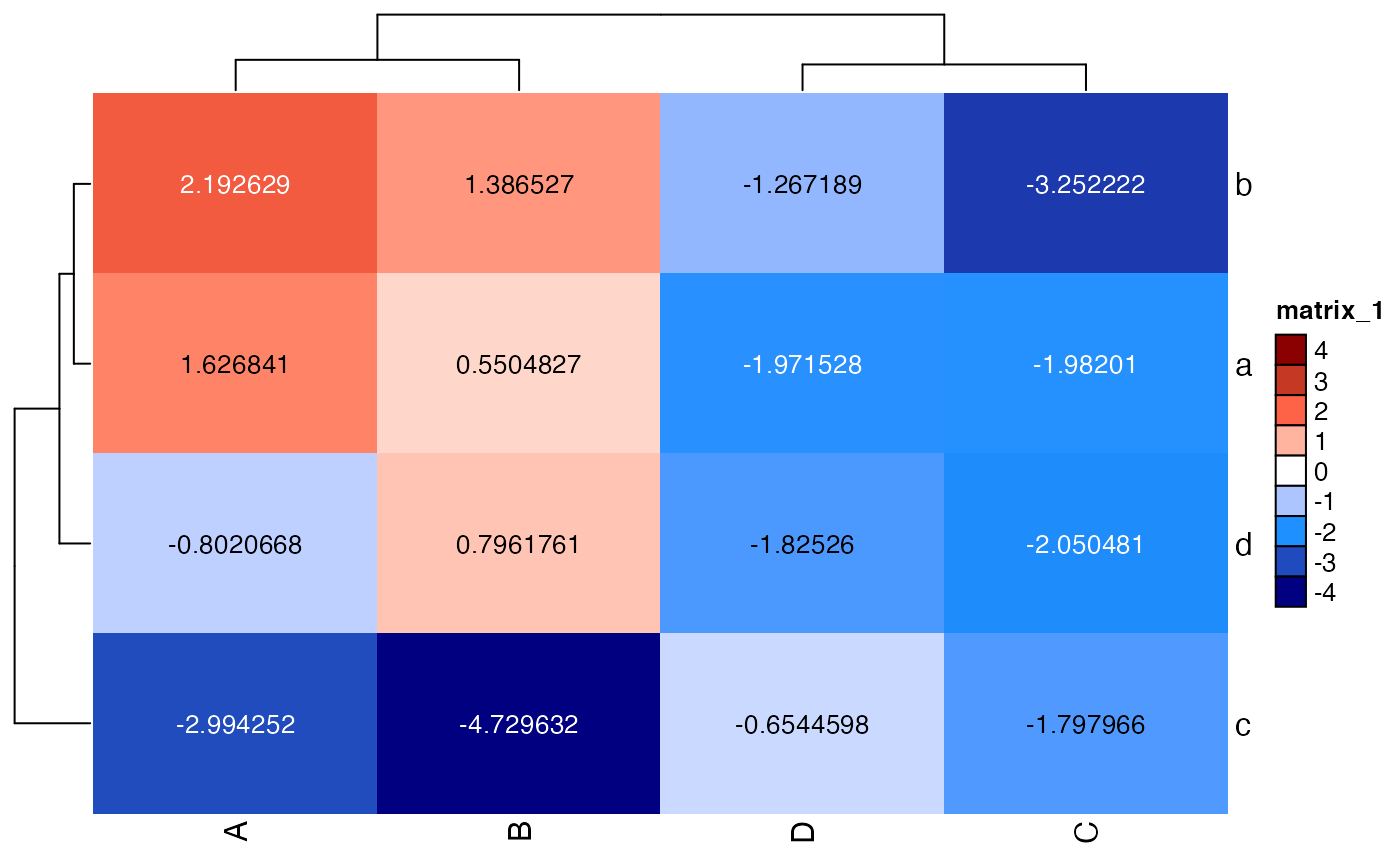 2.192629 1.386527 -1.267189 -3.252222 b
1.626841 0.5504827 -1.971528 -1.98201 a
-0.8020668 0.7961761 -1.82526 -2.050481 d
-2.994252 -4.729632 -0.6544598 -1.797966 c
A B D C
matrix_1
4
3
2
1
0
-1
-2
-3
-4